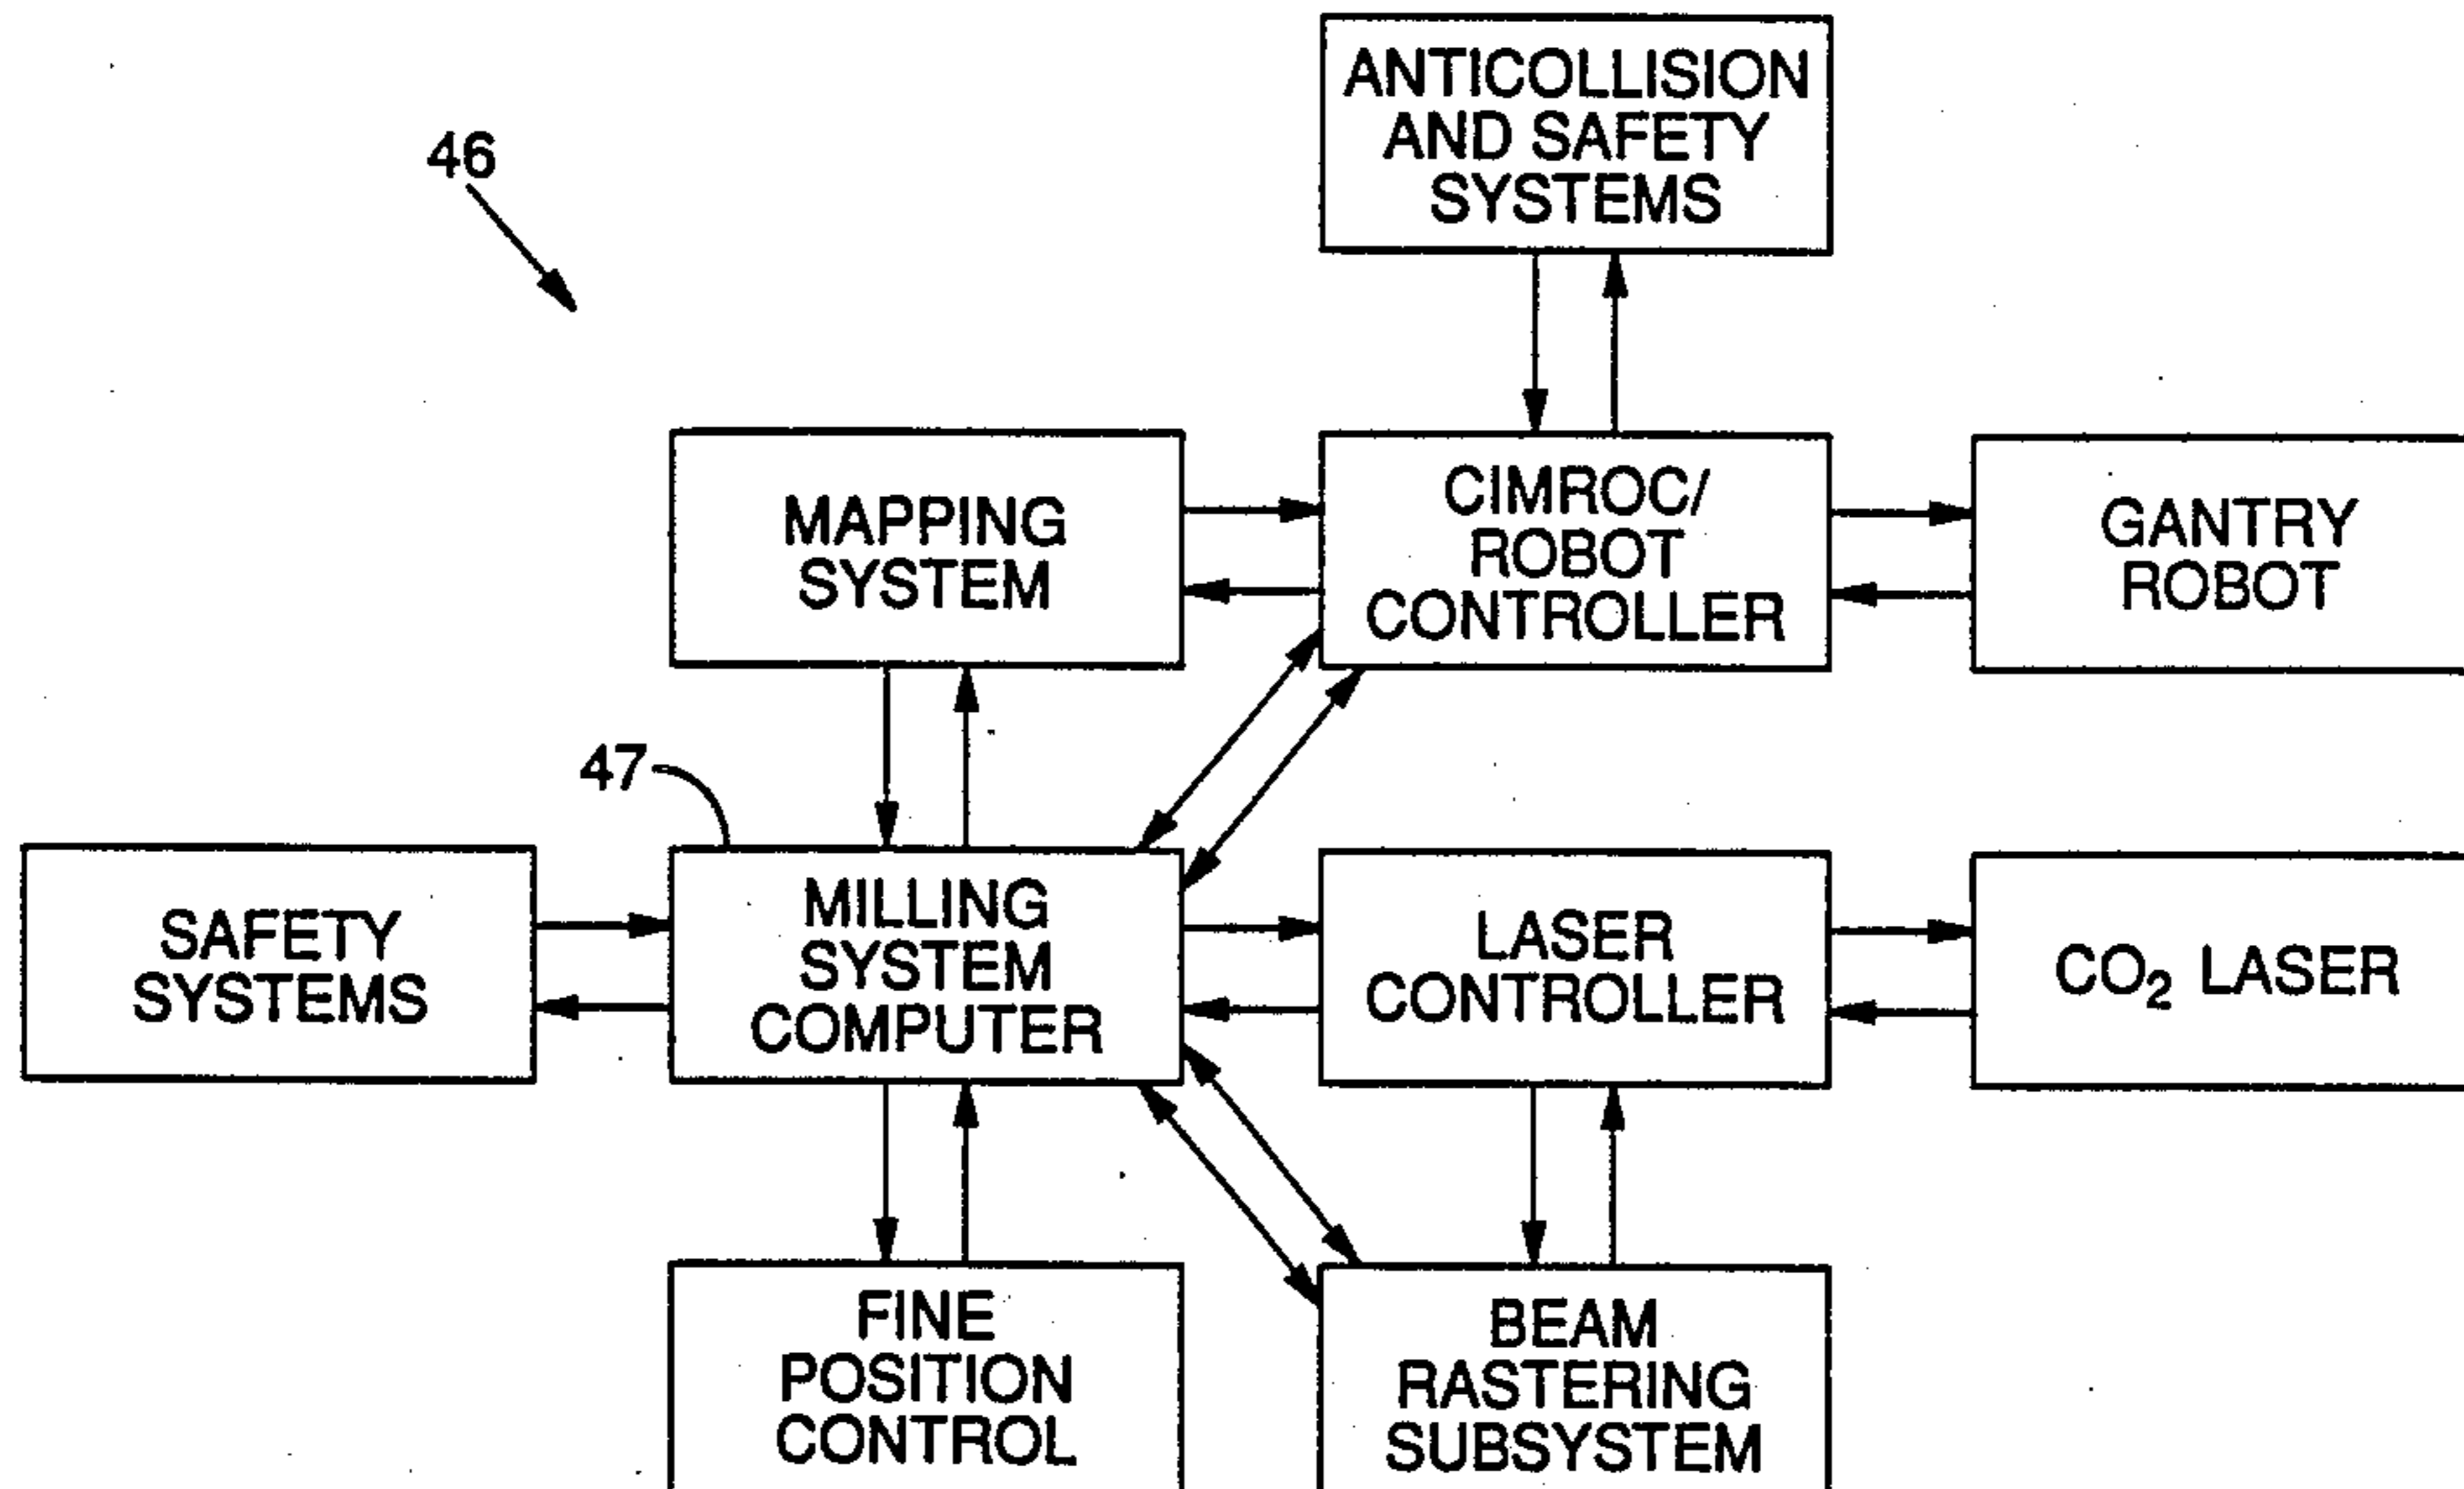 ANTICOLLISION
AND SAFETY
SYSTEMS
46
MAPPING
SYSTEM
CIMROC/
ROBOT
CONTROLLER
GANTRY
ROBOT
47
SAFETY
SYSTEMS
MILLING
SYSTEM
COMPUTER
LASER
CONTROLLER
CO₂ LASER
FINE
POSITION
CONTROL
BEAM
RASTERING
SUBSYSTEM